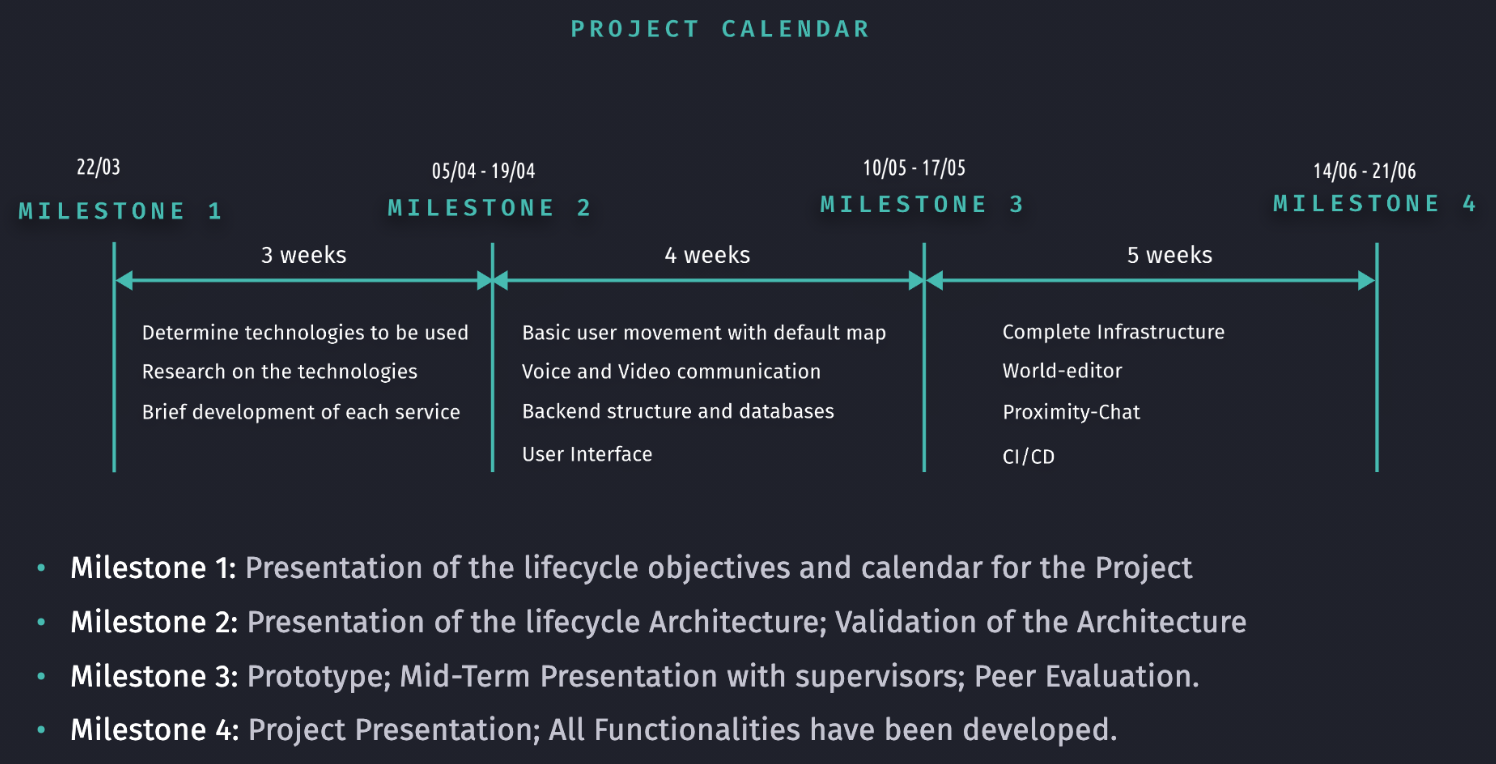 PROJECT CALENDAR
22/03
05/04 - 19/04
10/05 - 17/05
14/06 - 21/06
MILESTONE 1
MILESTONE 2
MILESTONE 3
MILESTONE 4
3 weeks
4 weeks
5 weeks
Determine technologies to be used
Research on the technologies
Brief development of each service
Basic user movement with default map
Voice and Video communication
Backend structure and databases
User Interface
Complete Infrastructure
World-editor
Proximity-Chat
CI/CD
• Milestone 1: Presentation of the lifecycle objectives and calendar for the Project
• Milestone 2: Presentation of the lifecycle Architecture; Validation of the Architecture
• Milestone 3: Prototype; Mid-Term Presentation with supervisors; Peer Evaluation.
• Milestone 4: Project Presentation; All Functionalities have been developed.